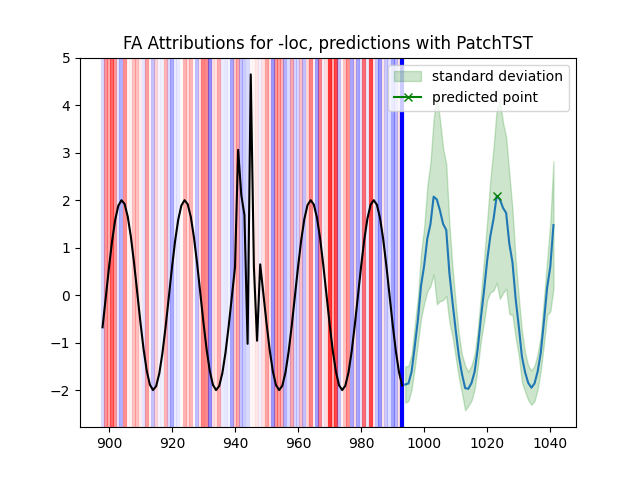 FA Attributions for -loc, predictions with PatchTST
5
4
3
2
1
0
−1
−2
standard deviation
predicted point
900 920 940 960 980 1000 1020 1040